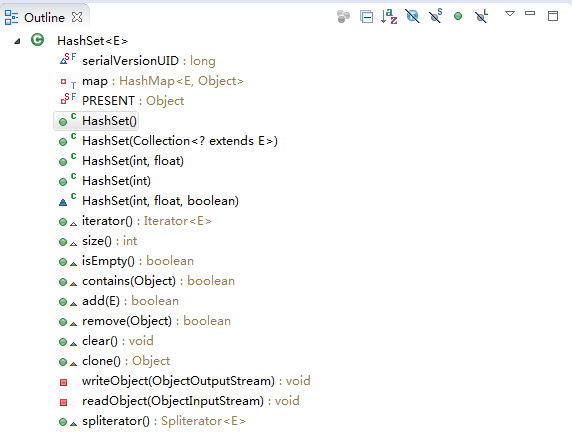 Outline
HashSet<E>
serialVersionUID : long
map : HashMap<E, Object>
PRESENT : Object
HashSet()
HashSet(Collection<? extends E>)
HashSet(int, float)
HashSet(int)
HashSet(int, float, boolean)
iterator() : Iterator<E>
size() : int
isEmpty() : boolean
contains(Object) : boolean
add(E) : boolean
remove(Object) : boolean
clear() : void
clone() : Object
writeObject(ObjectOutputStream) : void
readObject(ObjectInputStream) : void
spliterator() : Spliterator<E>